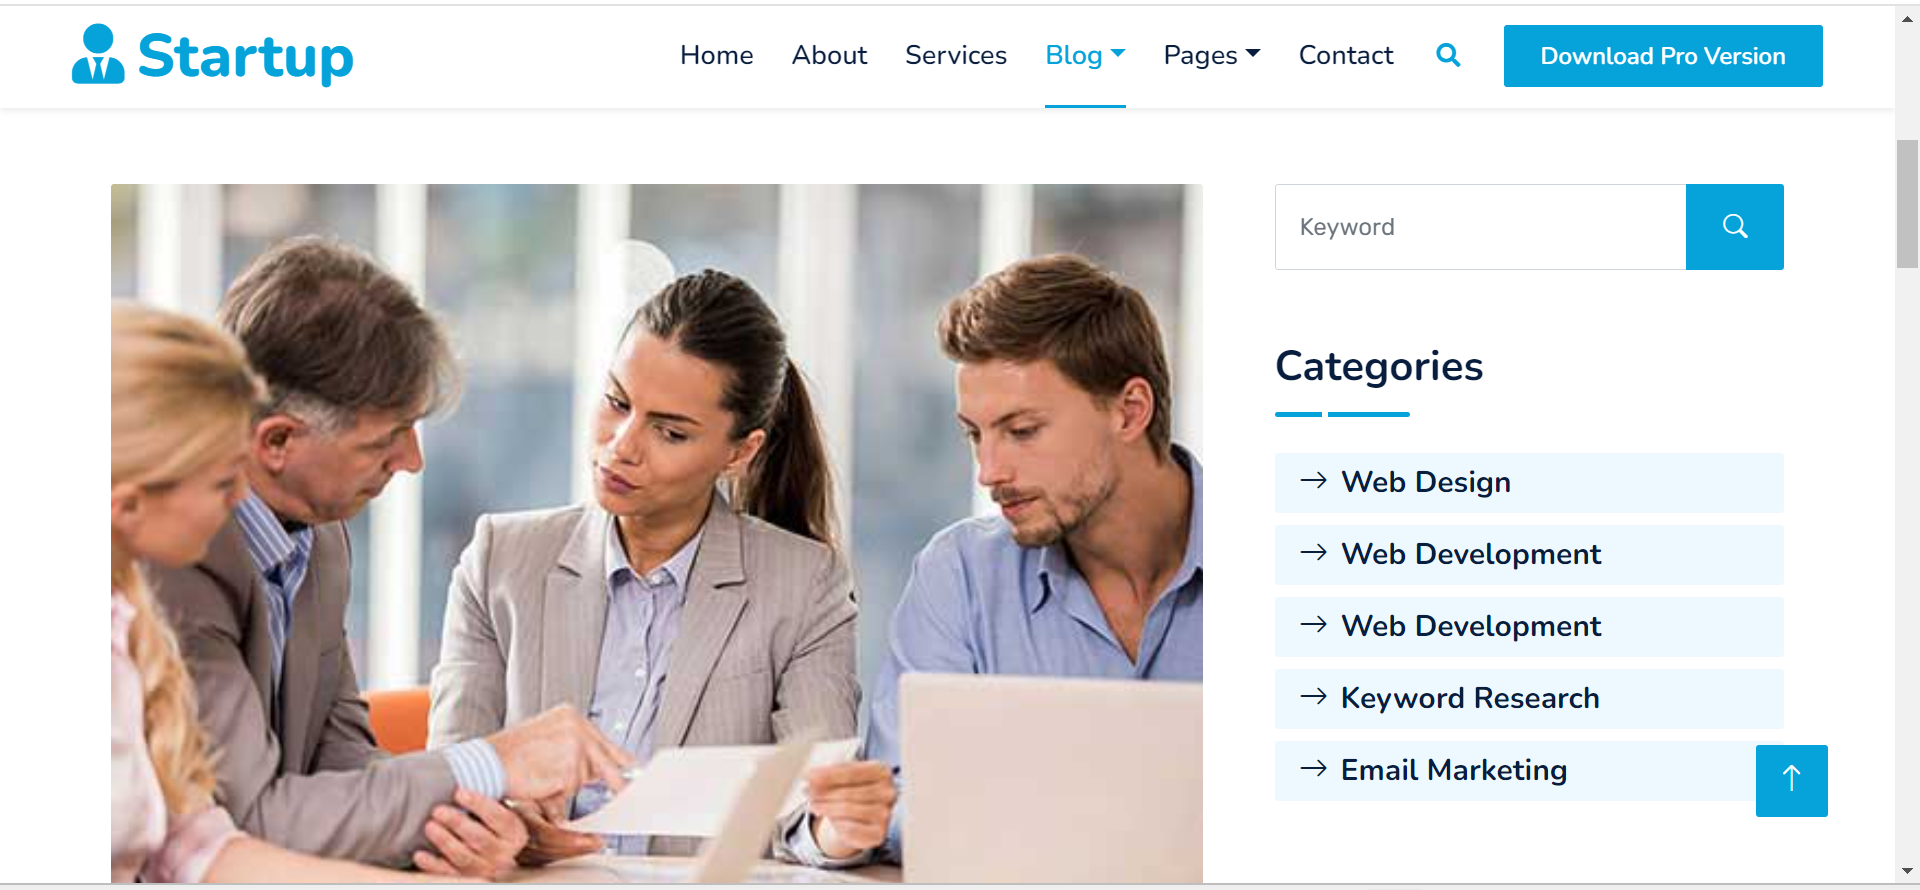 Startup
Home About Services Blog Pages Contact Download Pro Version
Keyword
Categories
Web Design
Web Development
Web Development
Keyword Research
Email Marketing